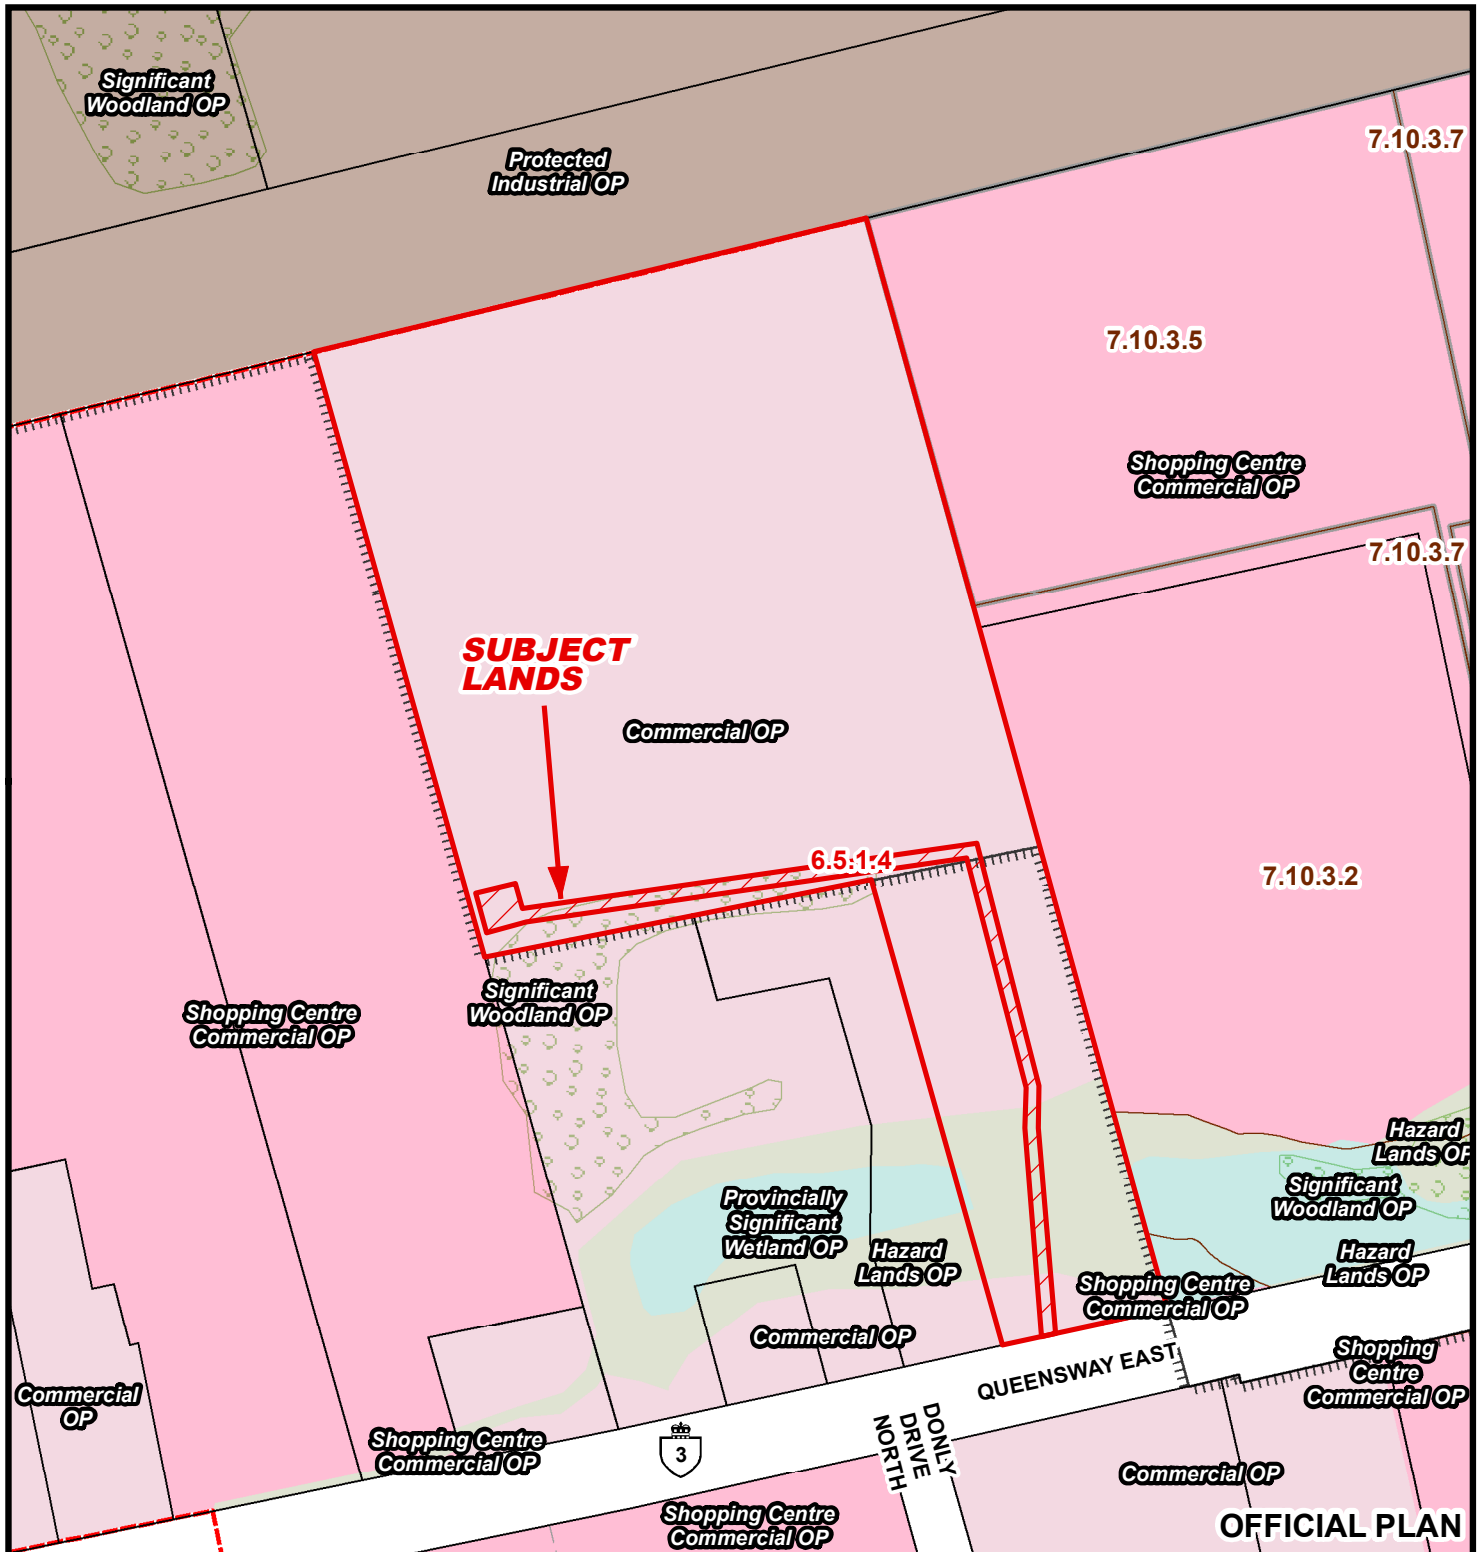 Significant
Woodland OP
Protected
Industrial OP
7.10.3.7
7.10.3.5
Shopping Centre
Commercial OP
7.10.3.7
SUBJECT
LANDS
Commercial OP
6.5.1.4
7.10.3.2
Significant
Woodland OP
Shopping Centre
Commercial OP
Hazard
Lands OP
Significant
Woodland OP
Provincially
Significant
Wetland OP
Hazard
Lands OP
Hazard
Lands OP
Shopping Centre
Commercial OP
Commercial OP
QUEENSWAY EAST
Shopping
Centre
Commercial OP
Commercial
OP
Shopping Centre
Commercial OP
3
DONLY
DRIVE
NORTH
Commercial OP
Shopping Centre
Commercial OP
OFFICIAL PLAN